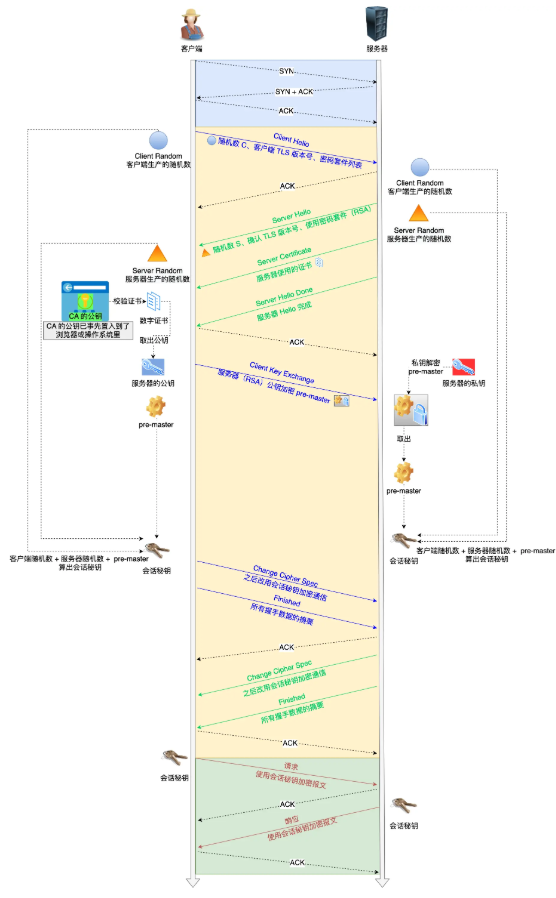 客户端
服务器
SYN
SYN + ACK
ACK
Client Hello
随机数 C、客户端 TLS 版本号、密码套件列表
Client Random
客户端生产的随机数
ACK
Client Random
客户端生产的随机数
Server Hello
随机数 S、确认 TLS 版本号、使用密码套件（RSA）
Server Random
服务器生产的随机数
Server Certificate
服务器使用的证书
Server Random
服务器生产的随机数
Server Hello Done
服务器 Hello 完成
CA 的公钥
校验证书
数字证书
CA 的公钥已事先置入到了
浏览器或操作系统里
取出公钥
ACK
服务器的公钥
Client Key Exchange
服务器（RSA）公钥加密 pre-master
私钥解密
pre-master
服务器的私钥
pre-master
取出
pre-master
客户端随机数 + 服务器随机数 + pre-master
算出会话秘钥
会话秘钥
会话秘钥
客户端随机数 + 服务器随机数 + pre-master
算出会话秘钥
Change Cipher Spec
之后改用会话秘钥加密通信
Finished
所有握手数据的摘要
ACK
Change Cipher Spec
之后改用会话秘钥加密通信
Finished
所有握手数据的摘要
ACK
会话秘钥
请求
使用会话秘钥加密报文
ACK
会话秘钥
响应
使用会话秘钥加密报文
ACK